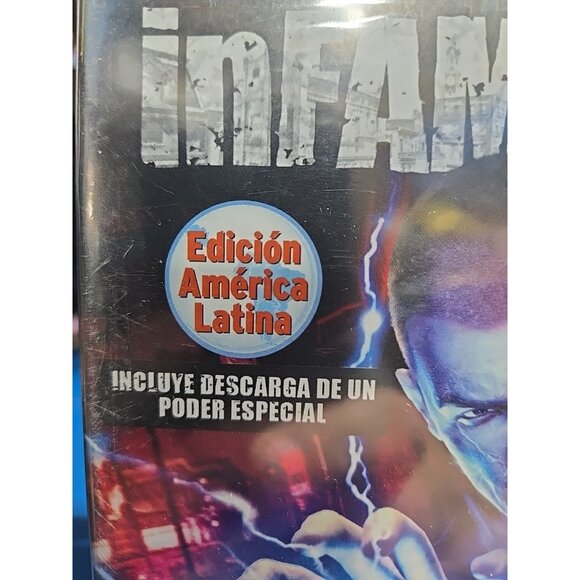 inFAM
Edición
América
Latina
INCLUYE DESCARGA DE UN
PODER ESPECIAL